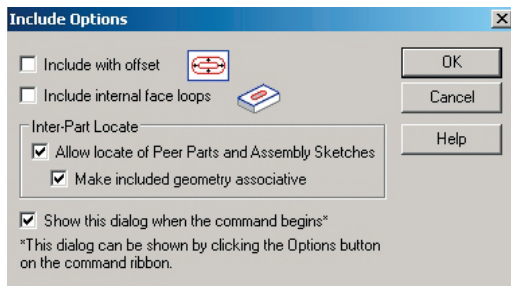 Include Options
Include with offset
OK
Include internal face loops
Cancel
Inter-Part Locate
Help
Allow locate of Peer Parts and Assembly Sketches
Make included geometry associative
Show this dialog when the command begins*
*This dialog can be shown by clicking the Options button
on the command ribbon.